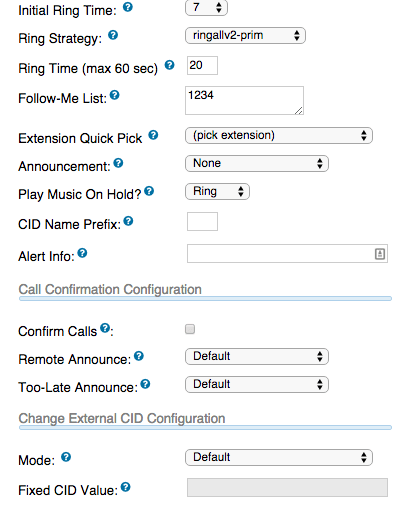 Initial Ring Time: ? 7
Ring Strategy: ? ringallv2-prim
Ring Time (max 60 sec) ? 20
Follow-Me List: ? 1234
Extension Quick Pick ? (pick extension)
Announcement: ? None
Play Music On Hold? ? Ring
CID Name Prefix: ?
Alert Info: ?
Call Confirmation Configuration
Confirm Calls ? :
Remote Announce: ? Default
Too-Late Announce: ? Default
Change External CID Configuration
Mode: ? Default
Fixed CID Value: ?